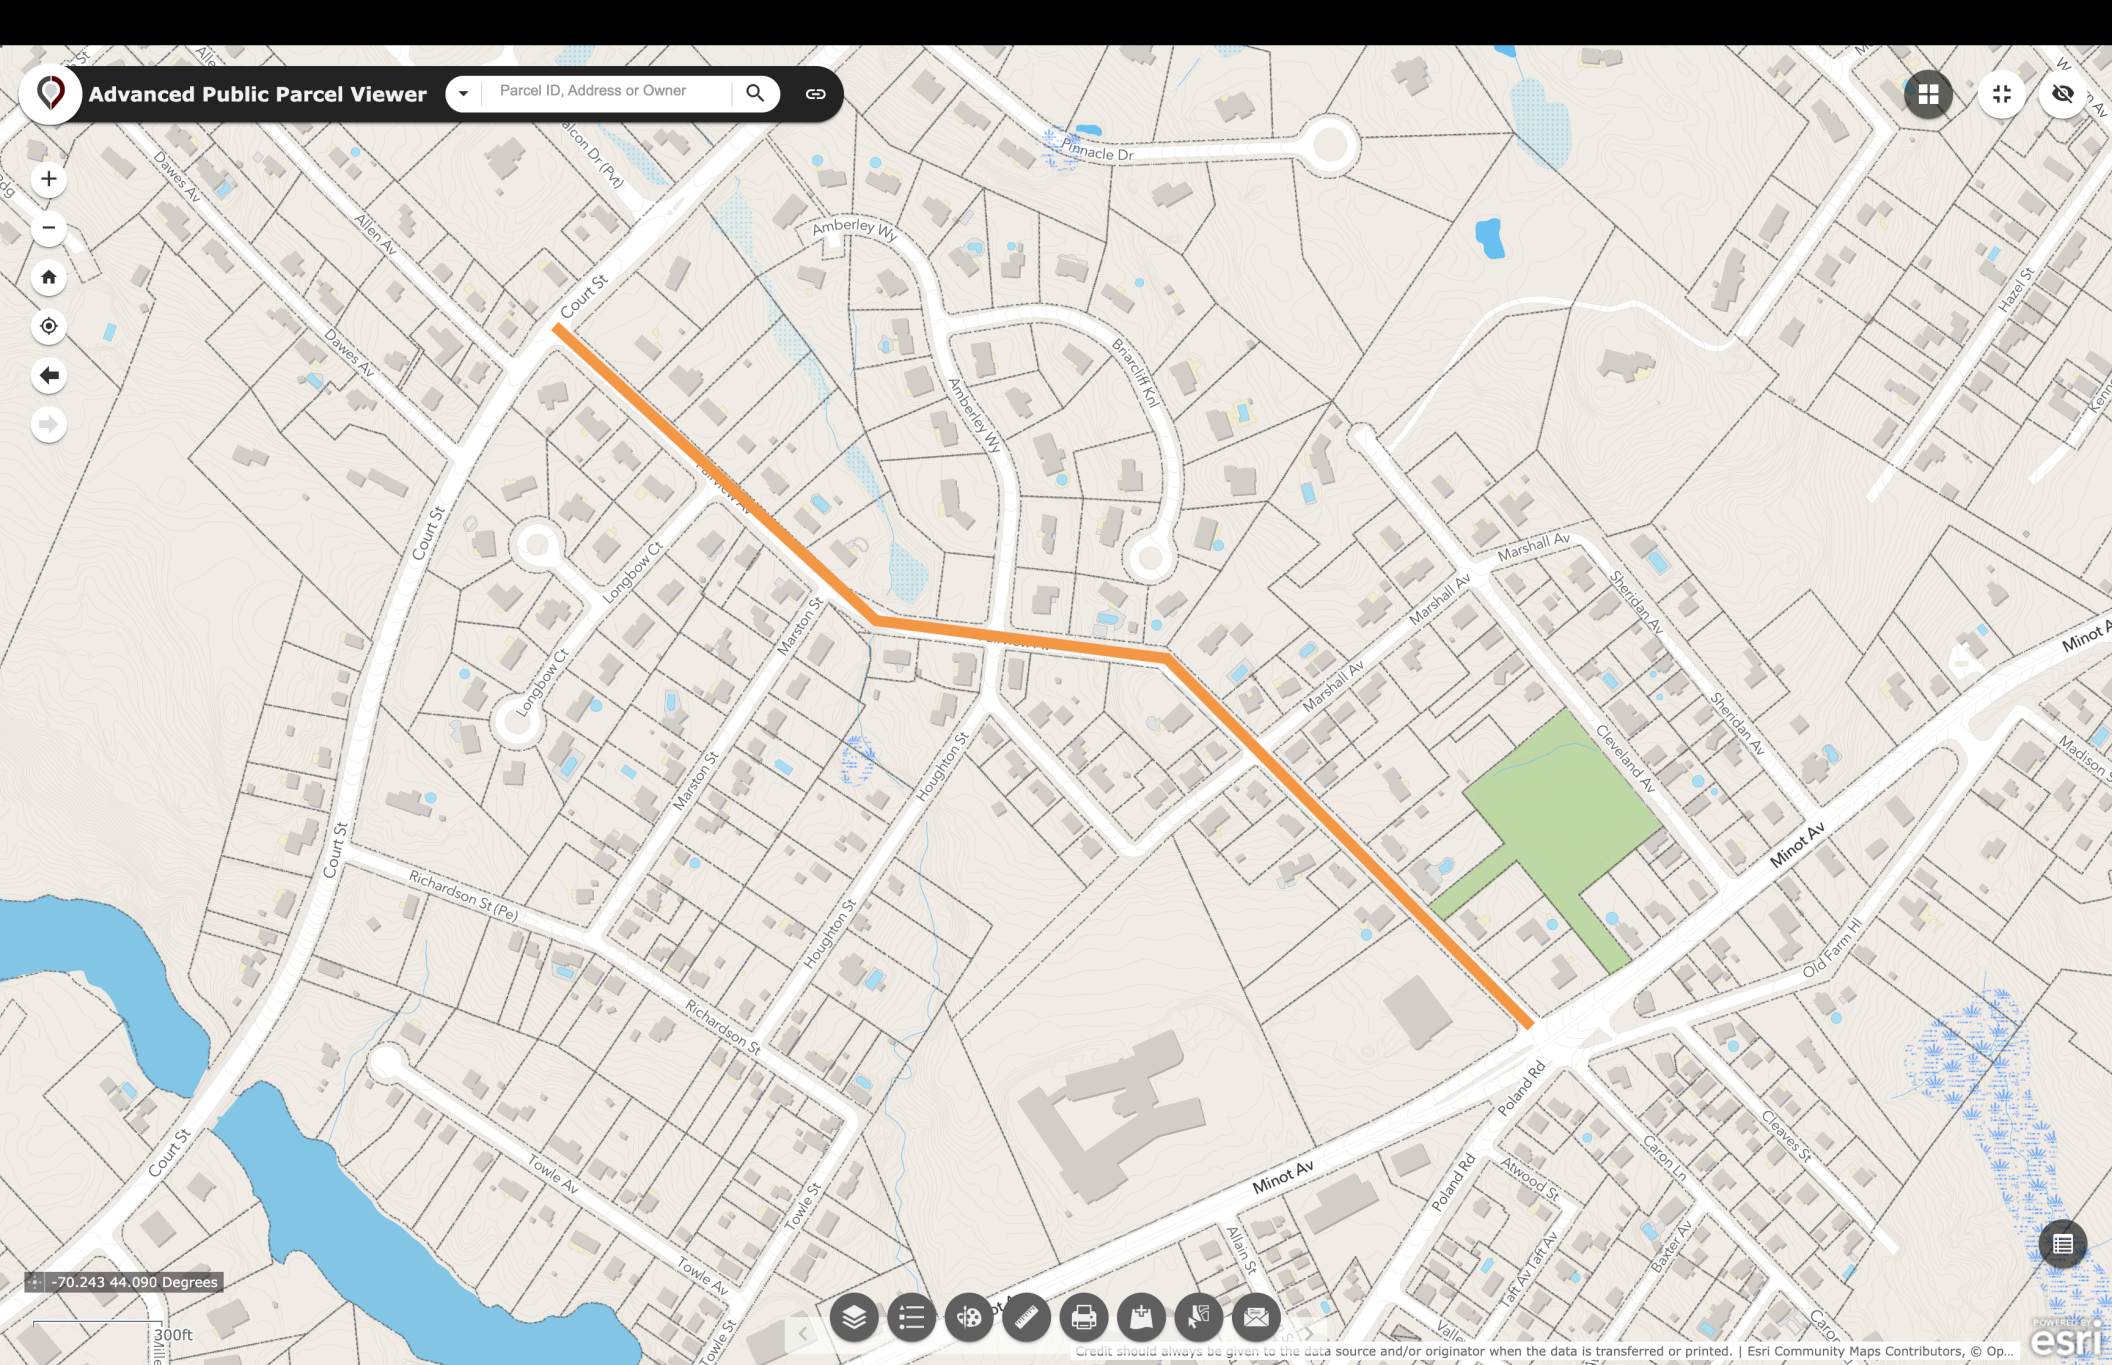 Advanced Public Parcel Viewer
Parcel ID, Address or Owner
Pinnacle Dr
Dawes Av
Allen Av
Amberley Wy
Court St
Hazel St
Dawes Av
Briarcliff Knl
Amberley Wy
Court St
Marshall Av
Longbow Ct
Marshall Av
Sheridan Av
Marston St
Minot A
Longbow Ct
Marshall Av
Sheridan Av
Houghton St
Cleveland Av
Madison S
Marston St
Court St
Minot Av
Richardson St (Pe)
Houghton St
Old Farm Hl
Richardson St
Poland Rd
Cleaves St
Court St
Caron Ln
Towle Av
Minot Av
Poland Rd
Atwood St
Towle St
Allain St
Baxter Av
Taft Av
Taft Av
Towle Av
-70.243 44.090 Degrees
300ft
Towle St
Caron
Credit should always be given to the data source and/or originator when the data is transferred or printed. | Esri Community Maps Contributors, © Op...
POWERED BY
esri